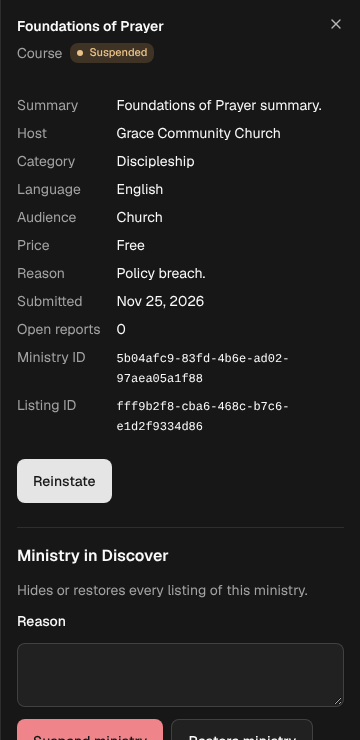 Foundations of Prayer
Course Suspended
Summary Foundations of Prayer summary.
Host Grace Community Church
Category Discipleship
Language English
Audience Church
Price Free
Reason Policy breach.
Submitted Nov 25, 2026
Open reports 0
Ministry ID 5b04afc9-83fd-4b6e-ad02-
97aea05a1f88
Listing ID fff9b2f8-cba6-468c-b7c6-
e1d2f9334d86
Reinstate
Ministry in Discover
Hides or restores every listing of this ministry.
Reason
Suspend ministry Restore ministry